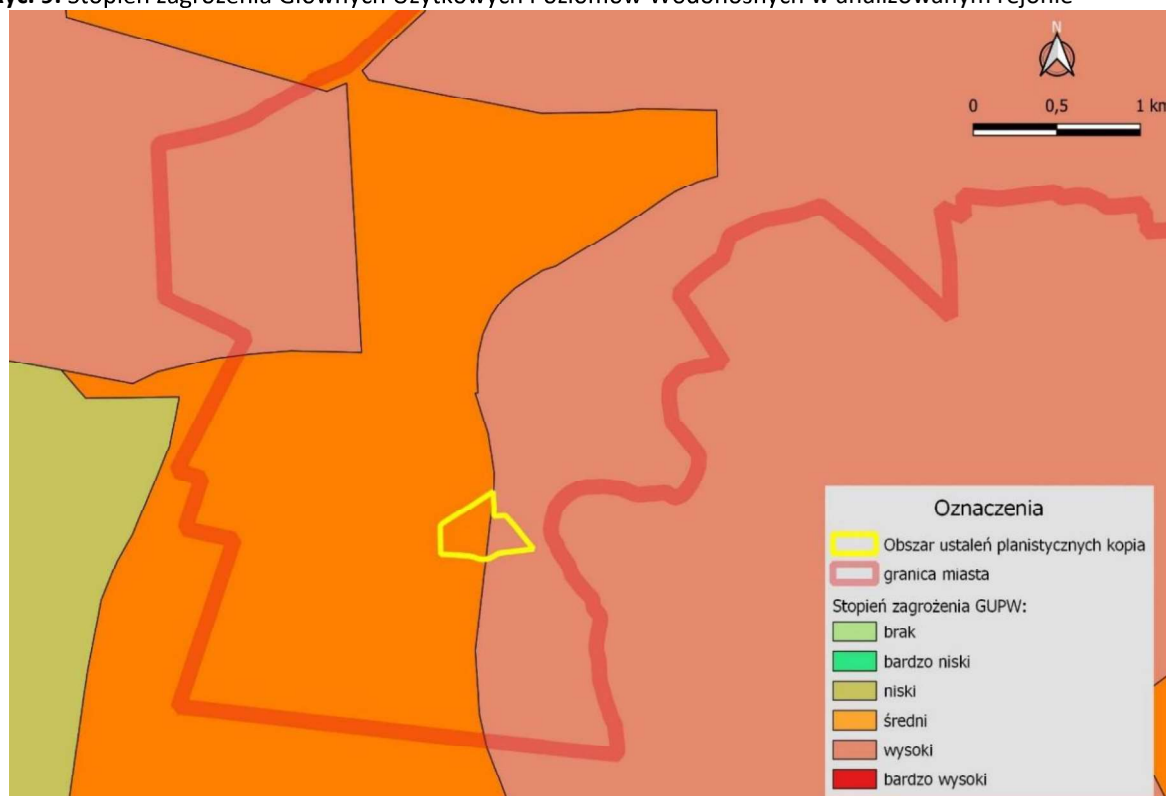 Stopień zagrożenia Głównych Użytkowych Poziomów Wodonośnych w analizowanym rejonie
N
0 0,5 1 km
Oznaczenia
Obszar ustaleń planistycznych kopia
granica miasta
Stopień zagrożenia GUPW:
brak
bardzo niski
niski
średni
wysoki
bardzo wysoki